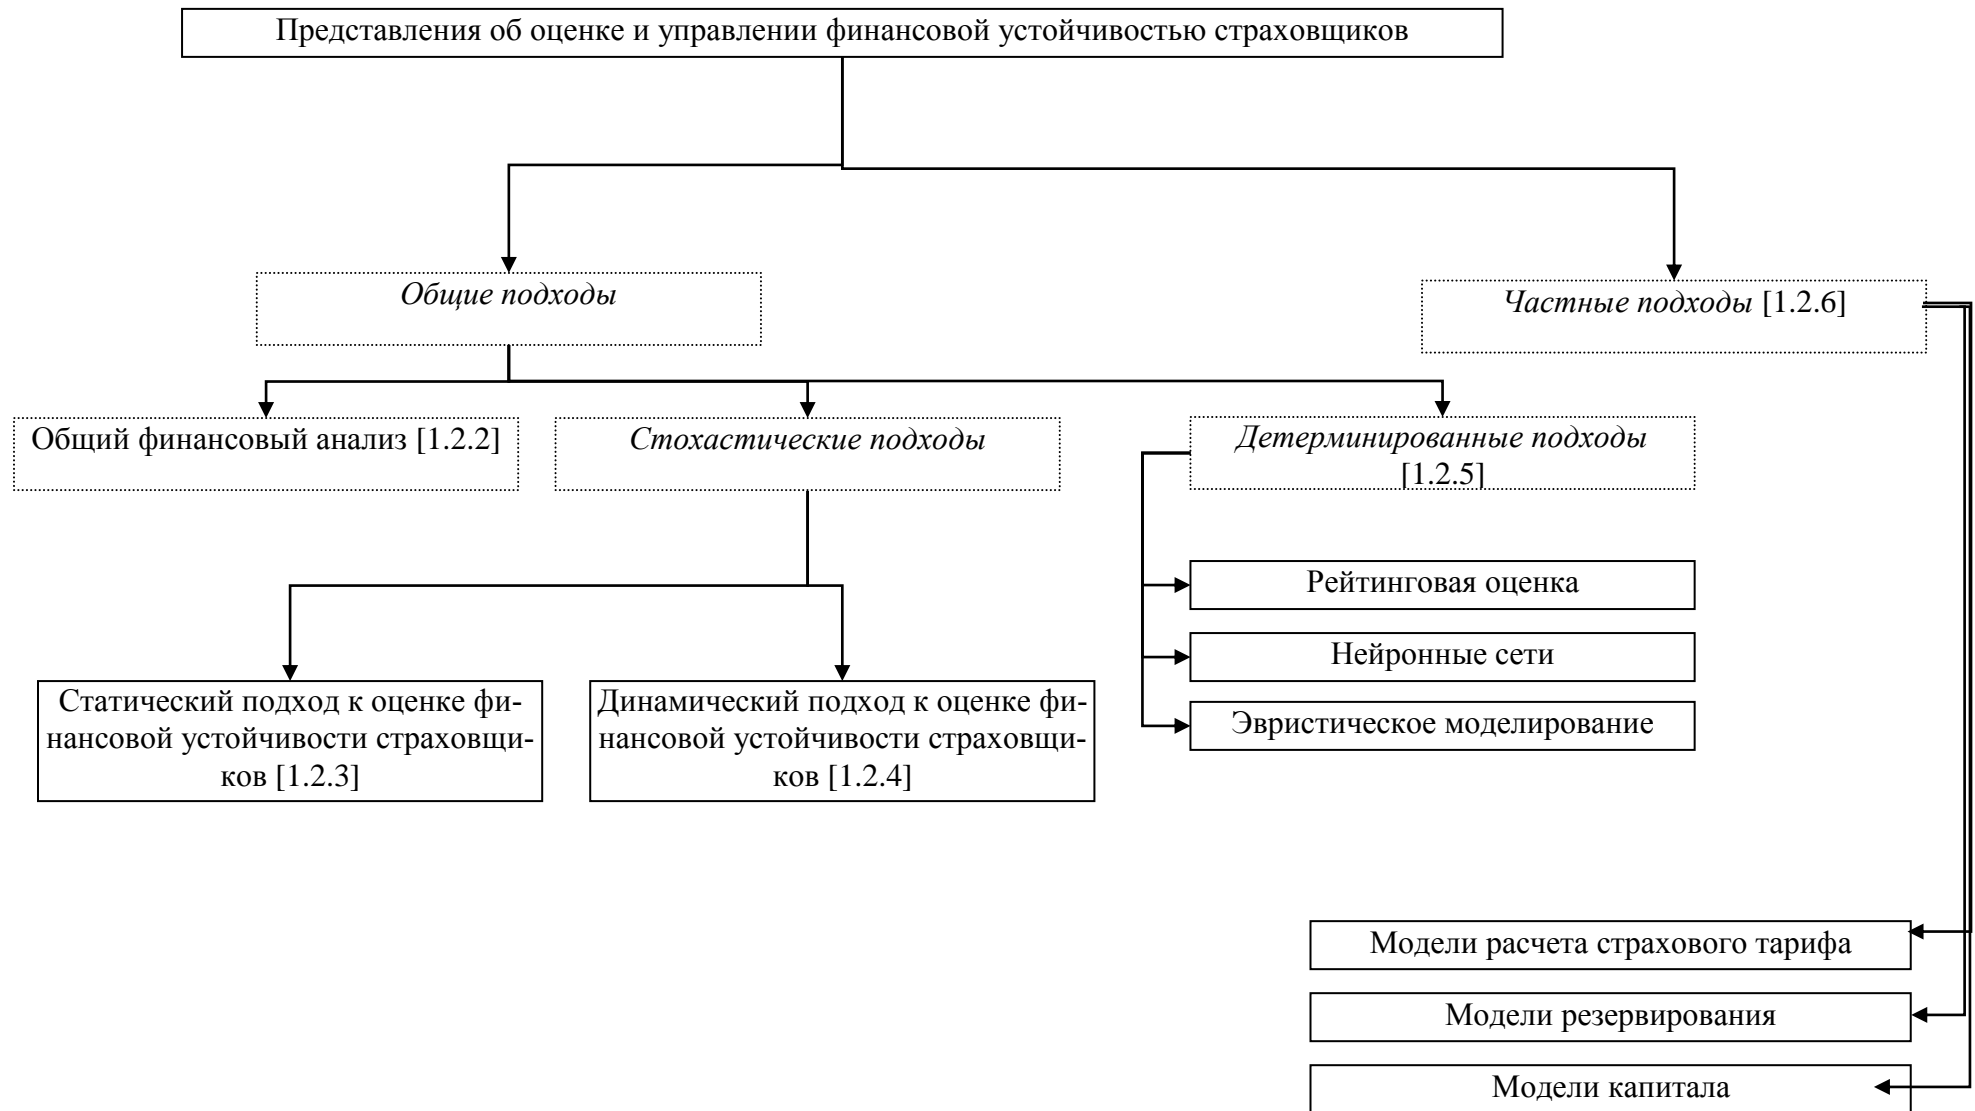 Представления об оценке и управлении финансовой устойчивостью страховщиков
Общие подходы
Частные подходы [1.2.6]
Общий финансовый анализ [1.2.2]
Стохастические подходы
Детерминированные подходы
[1.2.5]
Рейтинговая оценка
Нейронные сети
Эвристическое моделирование
Статический подход к оценке фи-
нансовой устойчивости страховщи-
ков [1.2.3]
Динамический подход к оценке фи-
нансовой устойчивости страховщи-
ков [1.2.4]
Модели расчета страхового тарифа
Модели резервирования
Модели капитала